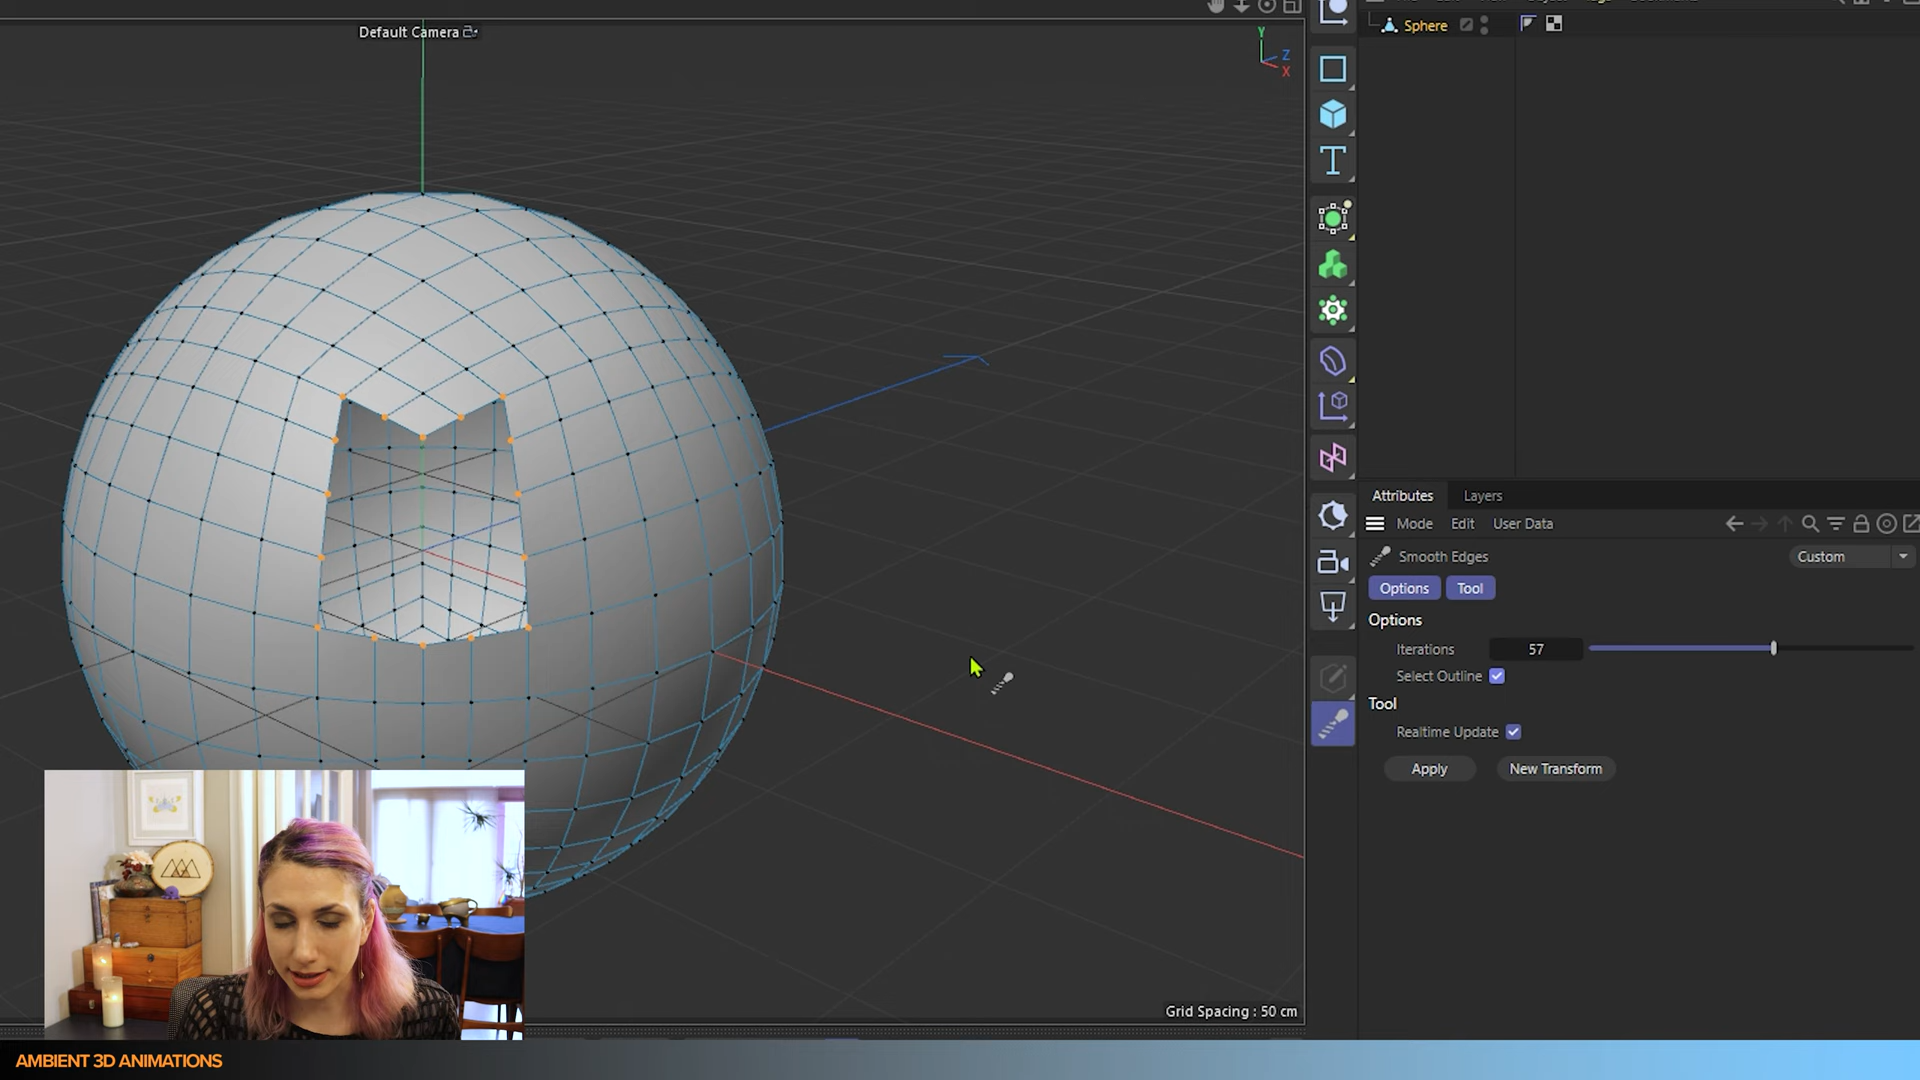 Default Camera
Y
Z
X
Sphere
Attributes
Layers
Mode
Edit
User Data
Smooth Edges
Custom
Options
Tool
Options
Iterations
57
Select Outline
Tool
Realtime Update
Apply
New Transform
Grid Spacing : 50 cm
AMBIENT 3D ANIMATIONS